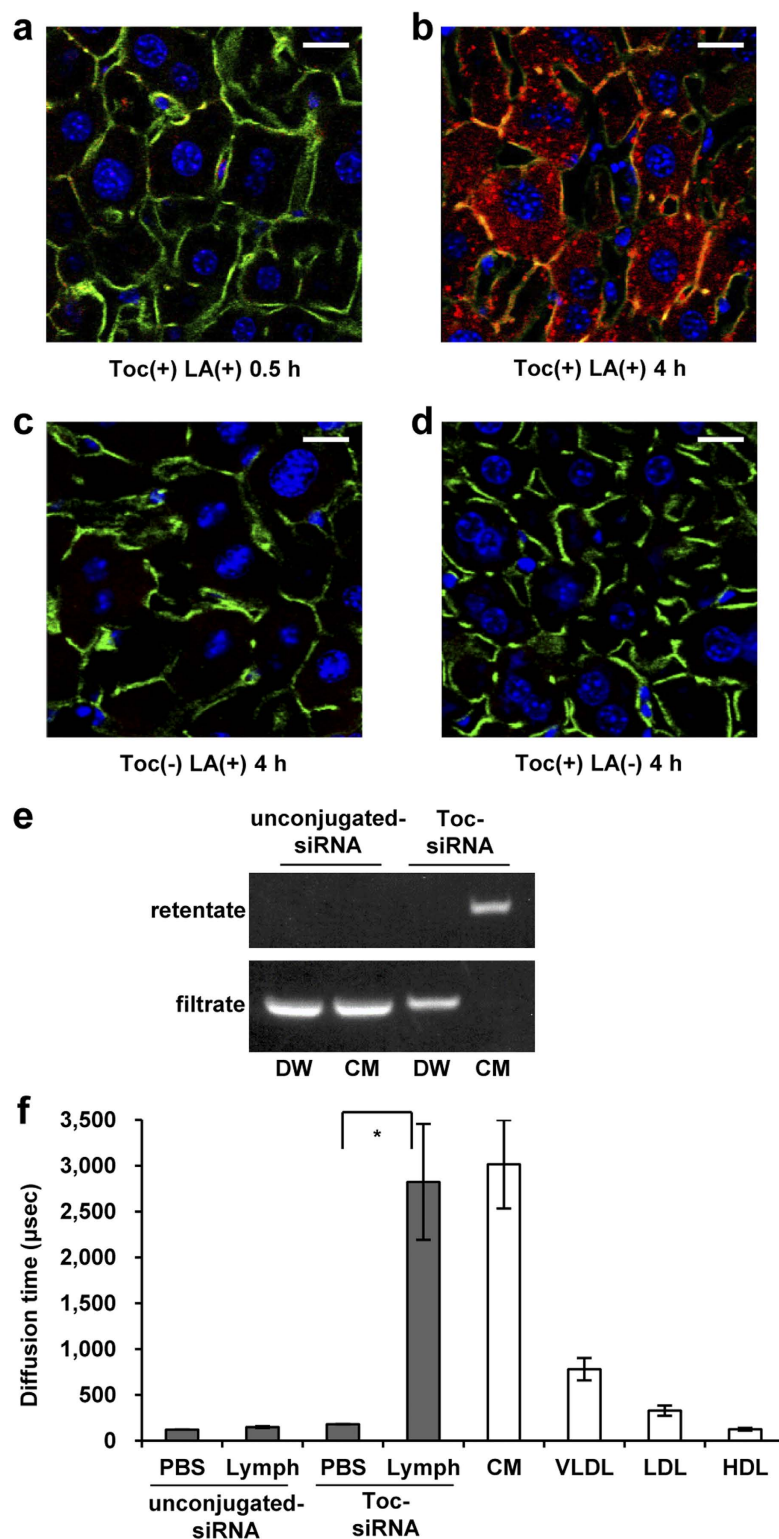 a
b
Toc(+) LA(+) 0.5 h
Toc(+) LA(+) 4 h
c
d
Toc(-) LA(+) 4 h
Toc(+) LA(-) 4 h
e
unconjugated-
siRNA
Toc-
siRNA
retentate
filtrate
DW CM DW CM
f
Diffusion time (μsec)
3,500
3,000
2,500
2,000
1,500
1,000
500
0
*
PBS Lymph PBS Lymph CM VLDL LDL HDL
unconjugated-
siRNA
Toc-
siRNA